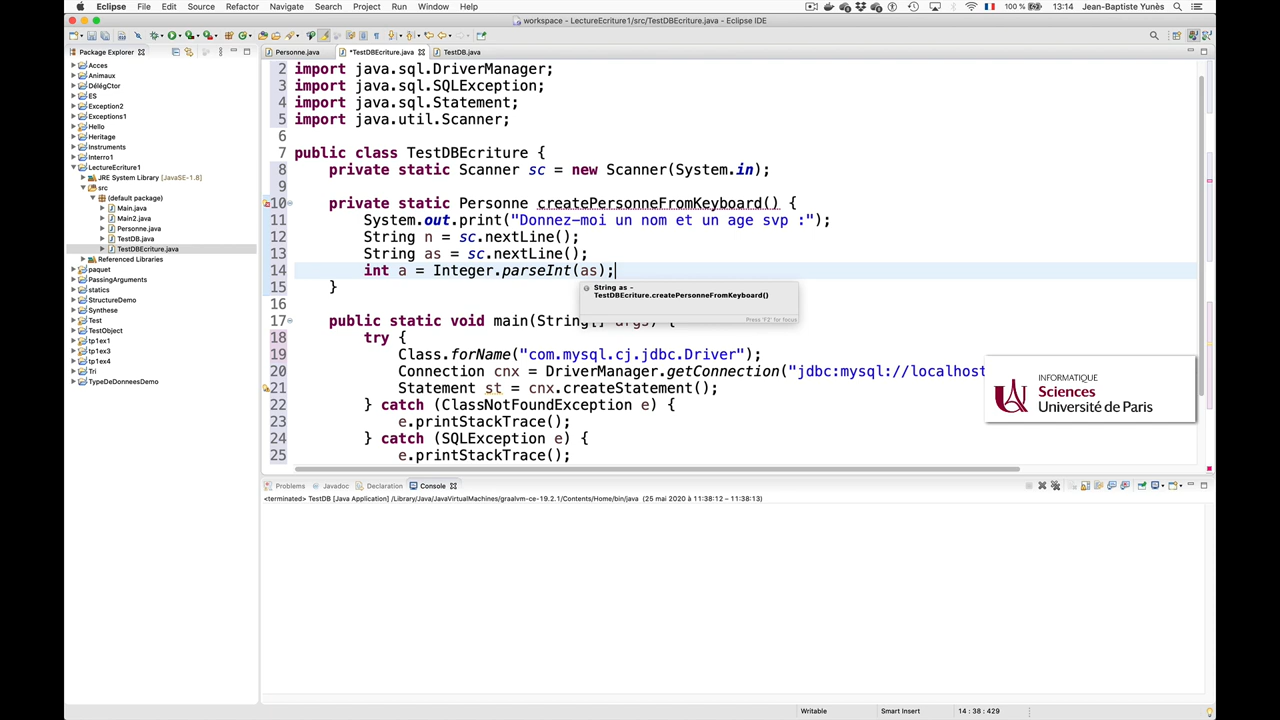 Eclipse File Edit Source Refactor Navigate Search Project Run Window Help 100 % 13:14 Jean-Baptiste Yunès
workspace - LectureEcriture1/src/TestDBEcriture.java - Eclipse IDE
Package Explorer
Acces
Animaux
DélégCtor
ES
Exception2
Exceptions1
Hello
Heritage
Instruments
Interro1
LectureEcriture1
JRE System Library [JavaSE-1.8]
src
(default package)
Main.java
Main2.java
Personne.java
TestDB.java
TestDBEcriture.java
Referenced Libraries
paquet
PassingArguments
statics
StructureDemo
Synthese
Test
TestObject
tp1ex1
tp1ex3
tp1ex4
Tri
TypeDeDonneesDemo
Personne.java *TestDBEcriture.java TestDB.java
2 import java.sql.DriverManager;
3 import java.sql.SQLException;
4 import java.sql.Statement;
5 import java.util.Scanner;
6
7 public class TestDBEcriture {
8 private static Scanner sc = new Scanner(System.in);
9
10 private static Personne createPersonneFromKeyboard() {
11 System.out.print("Donnez-moi un nom et un age svp :");
12 String n = sc.nextLine();
13 String as = sc.nextLine();
14 int a = Integer.parseInt(as);
15 }
16
17 public static void main(String[] args) {
18 try {
19 Class.forName("com.mysql.cj.jdbc.Driver");
20 Connection cnx = DriverManager.getConnection("jdbc:mysql://localhost
21 Statement st = cnx.createStatement();
22 } catch (ClassNotFoundException e) {
23 e.printStackTrace();
24 } catch (SQLException e) {
25 e.printStackTrace();
String as -
TestDBEcriture.createPersonneFromKeyboard()
Press 'F2' for focus
INFORMATIQUE
Sciences
Université de Paris
Problems Javadoc Declaration Console
<terminated> TestDB [Java Application] /Library/Java/JavaVirtualMachines/graalvm-ce-19.2.1/Contents/Home/bin/java (25 mai 2020 à 11:38:12 – 11:38:13)
Writable Smart Insert 14 : 38 : 429